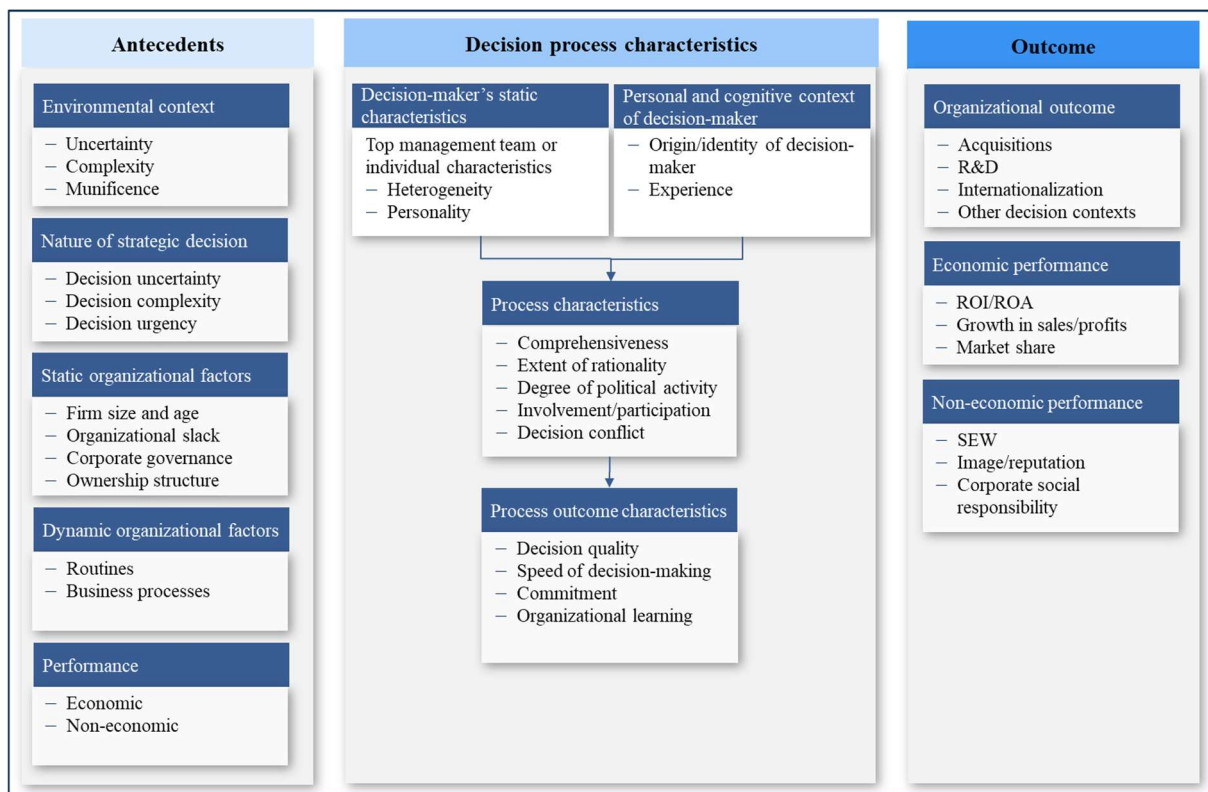 Antecedents
Environmental context
– Uncertainty
– Complexity
– Munificence
Nature of strategic decision
– Decision uncertainty
– Decision complexity
– Decision urgency
Static organizational factors
– Firm size and age
– Organizational slack
– Corporate governance
– Ownership structure
Dynamic organizational factors
– Routines
– Business processes
Performance
– Economic
– Non-economic
Decision process characteristics
Decision-maker's static
characteristics
Top management team or
individual characteristics
– Heterogeneity
– Personality
Personal and cognitive context
of decision-maker
– Origin/identity of decision-
maker
– Experience
Process characteristics
– Comprehensiveness
– Extent of rationality
– Degree of political activity
– Involvement/participation
– Decision conflict
Process outcome characteristics
– Decision quality
– Speed of decision-making
– Commitment
– Organizational learning
Outcome
Organizational outcome
– Acquisitions
– R&D
– Internationalization
– Other decision contexts
Economic performance
– ROI/ROA
– Growth in sales/profits
– Market share
Non-economic performance
– SEW
– Image/reputation
– Corporate social
responsibility